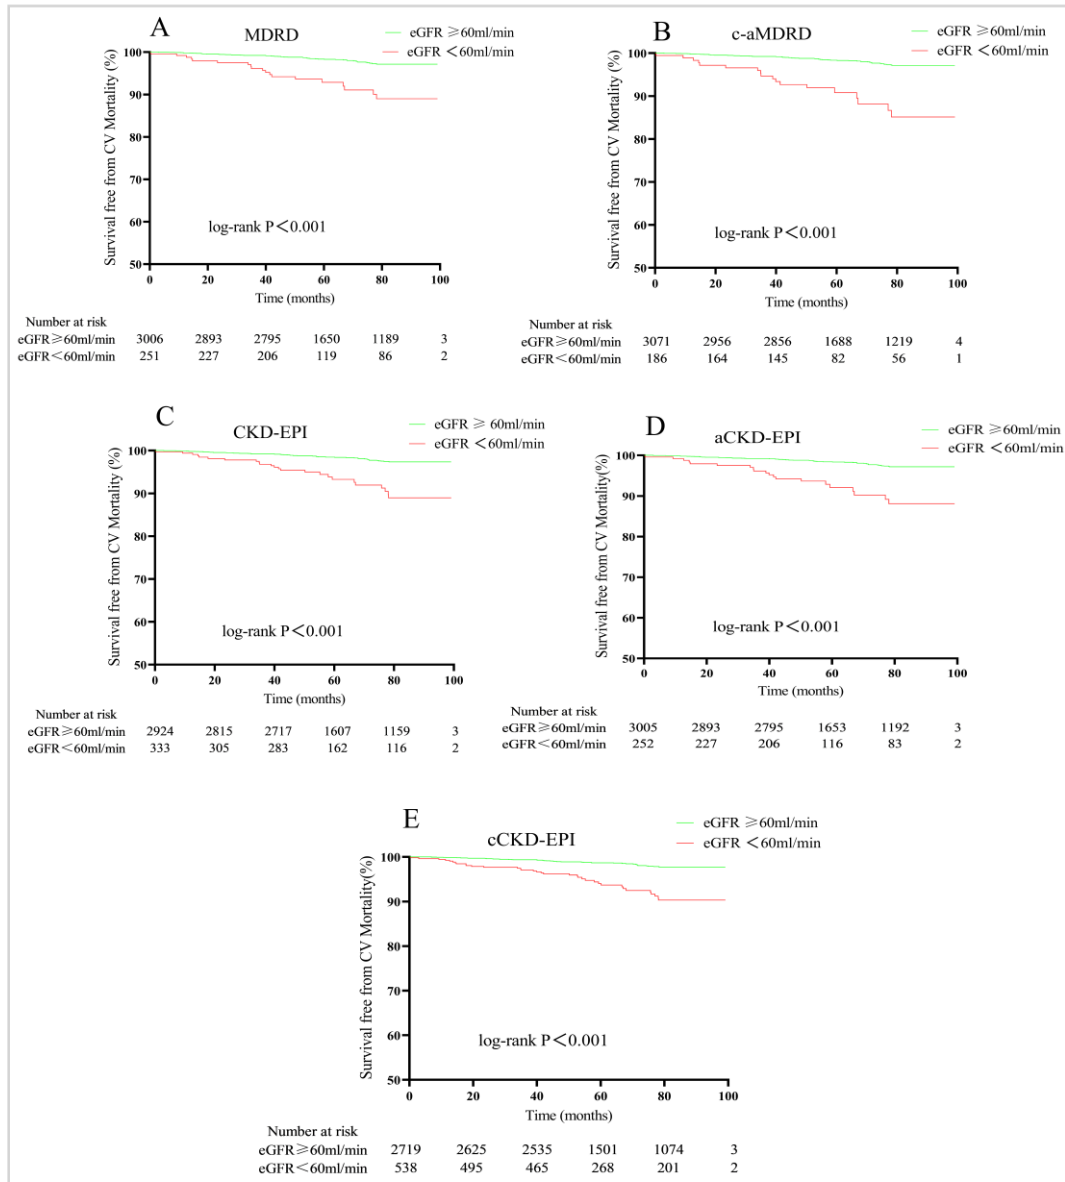 A
MDRD
eGFR ≥60ml/min
eGFR <60ml/min
Survival free from CV Mortality (%)
100
90
80
70
60
50
log-rank P<0.001
0 20 40 60 80 100
Time (months)
Number at risk
eGFR≥60ml/min 3006 2893 2795 1650 1189 3
eGFR<60ml/min 251 227 206 119 86 2
B
c-aMDRD
eGFR ≥60ml/min
eGFR <60ml/min
Survival free from CV Mortality (%)
100
90
80
70
60
50
log-rank P<0.001
0 20 40 60 80 100
Time (months)
Number at risk
eGFR≥60ml/min 3071 2956 2856 1688 1219 4
eGFR<60ml/min 186 164 145 82 56 1
C
CKD-EPI
eGFR ≥ 60ml/min
eGFR <60ml/min
Survival free from CV Mortality (%)
100
90
80
70
60
50
log-rank P<0.001
0 20 40 60 80 100
Time (months)
Number at risk
eGFR≥60ml/min 2924 2815 2717 1607 1159 3
eGFR<60ml/min 333 305 283 162 116 2
D
aCKD-EPI
eGFR ≥60ml/min
eGFR <60ml/min
Survival free from CV Mortality(%)
100
90
80
70
60
50
log-rank P<0.001
0 20 40 60 80 100
Time (months)
Number at risk
eGFR≥60ml/min 3005 2893 2795 1653 1192 3
eGFR<60ml/min 252 227 206 116 83 2
E
cCKD-EPI
eGFR ≥60ml/min
eGFR <60ml/min
Survival free from CV Mortality(%)
100
90
80
70
60
50
log-rank P<0.001
0 20 40 60 80 100
Time (months)
Number at risk
eGFR≥60ml/min 2719 2625 2535 1501 1074 3
eGFR<60ml/min 538 495 465 268 201 2